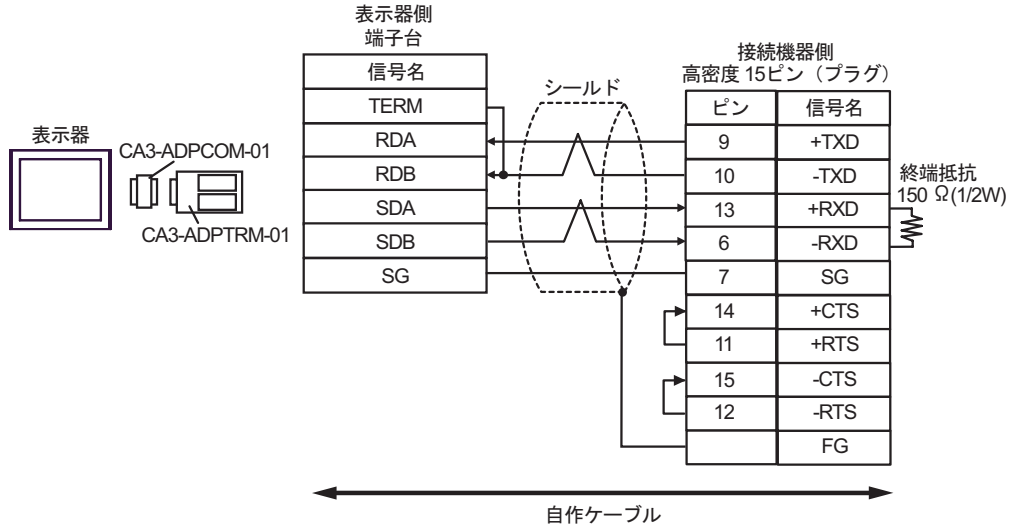 表示器側
端子台
信号名
TERM
RDA
RDB
SDA
SDB
SG
表示器
CA3-ADPCOM-01
CA3-ADPTRM-01
シールド
接続機器側
高密度 15ピン（プラグ）
ピン 信号名
9 +TXD
10 -TXD
13 +RXD
6 -RXD
7 SG
14 +CTS
11 +RTS
15 -CTS
12 -RTS
FG
終端抵抗
150 Ω(1/2W)
自作ケーブル